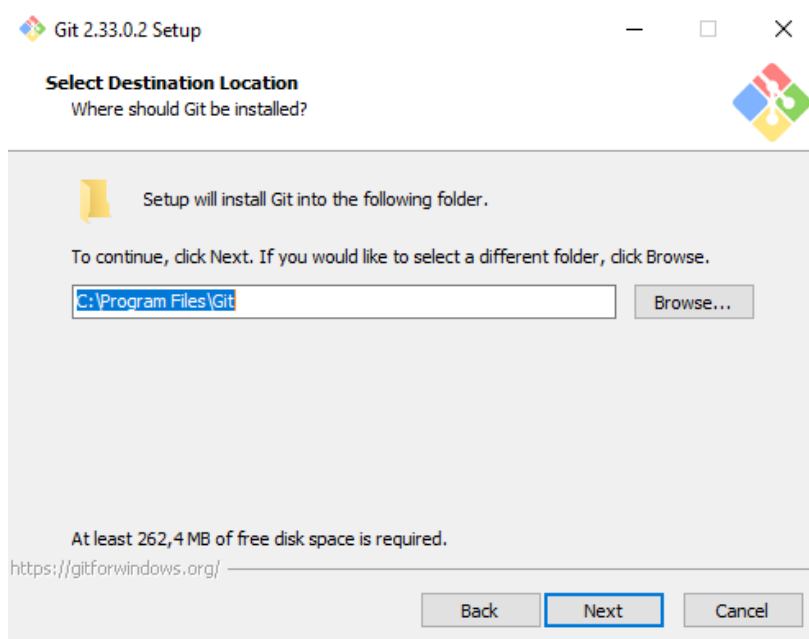 Git 2.33.0.2 Setup
Select Destination Location
Where should Git be installed?
Setup will install Git into the following folder.
To continue, click Next. If you would like to select a different folder, click Browse.
C:\Program Files\Git
Browse...
At least 262,4 MB of free disk space is required.
https://gitforwindows.org/
Back
Next
Cancel